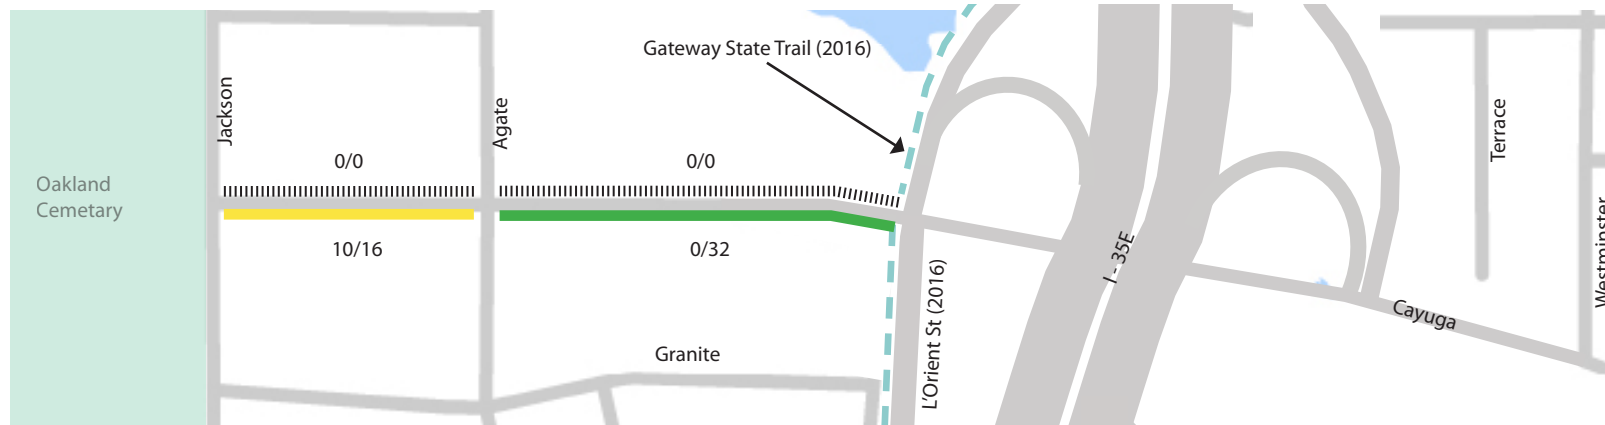 Gateway State Trail (2016)
Jackson
Agate
Terrace
0/0
0/0
Oakland
Cemetary
Westminster
10/16
0/32
I - 35E
L'Orient St (2016)
Cayuga
Granite